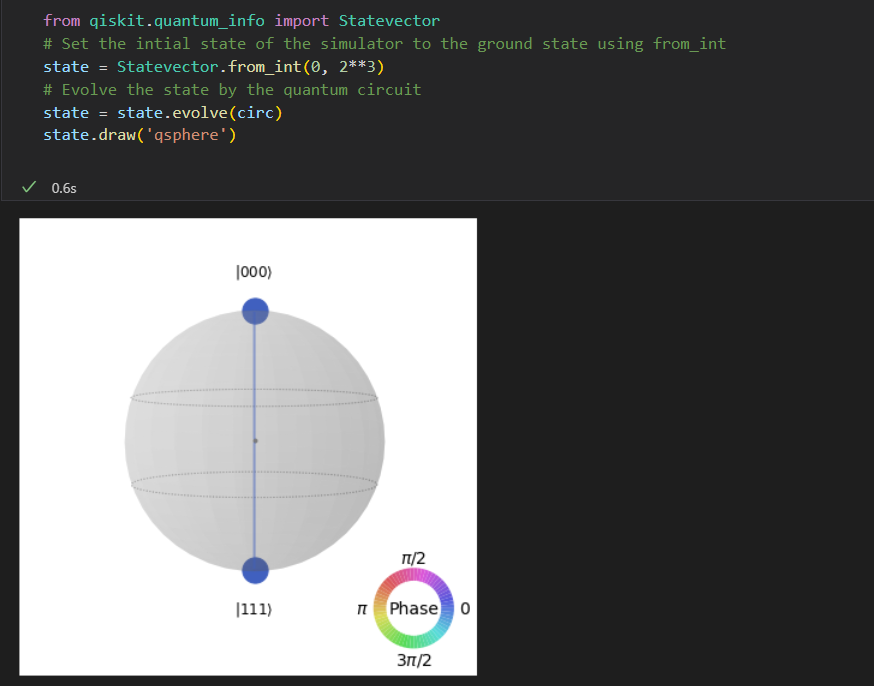 from qiskit.quantum_info import Statevector
# Set the intial state of the simulator to the ground state using from_int
state = Statevector.from_int(0, 2**3)
# Evolve the state by the quantum circuit
state = state.evolve(circ)
state.draw('qsphere')
✓ 0.6s
|000⟩
|111⟩
π/2
π Phase 0
3π/2